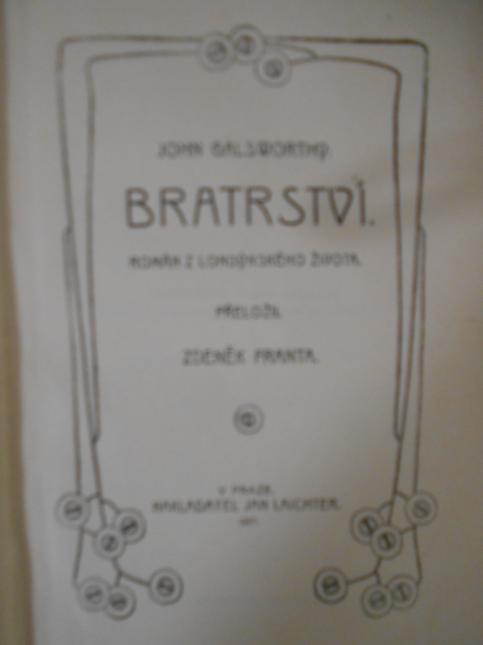 JOHN GALSWORTHY.
BRATRSTVÍ.
ROMÁN Z LONDÝNSKÉHO ŽIVOTA.
PŘELOŽIL
ZDENĚK FRANTA.
V PRAZE.
NAKLADATEL JAN LAICHTER.